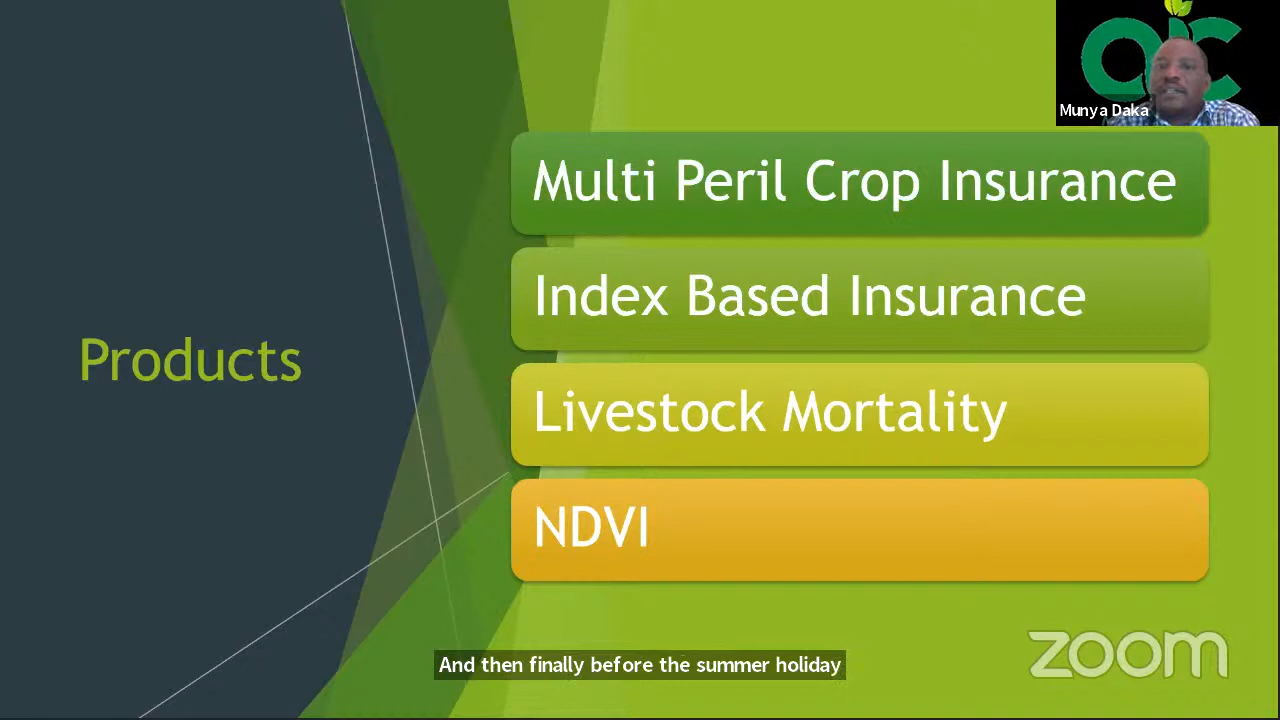 aic
Munya Daka
Multi Peril Crop Insurance
Index Based Insurance
Products
Livestock Mortality
NDVI
And then finally before the summer holiday
zoom